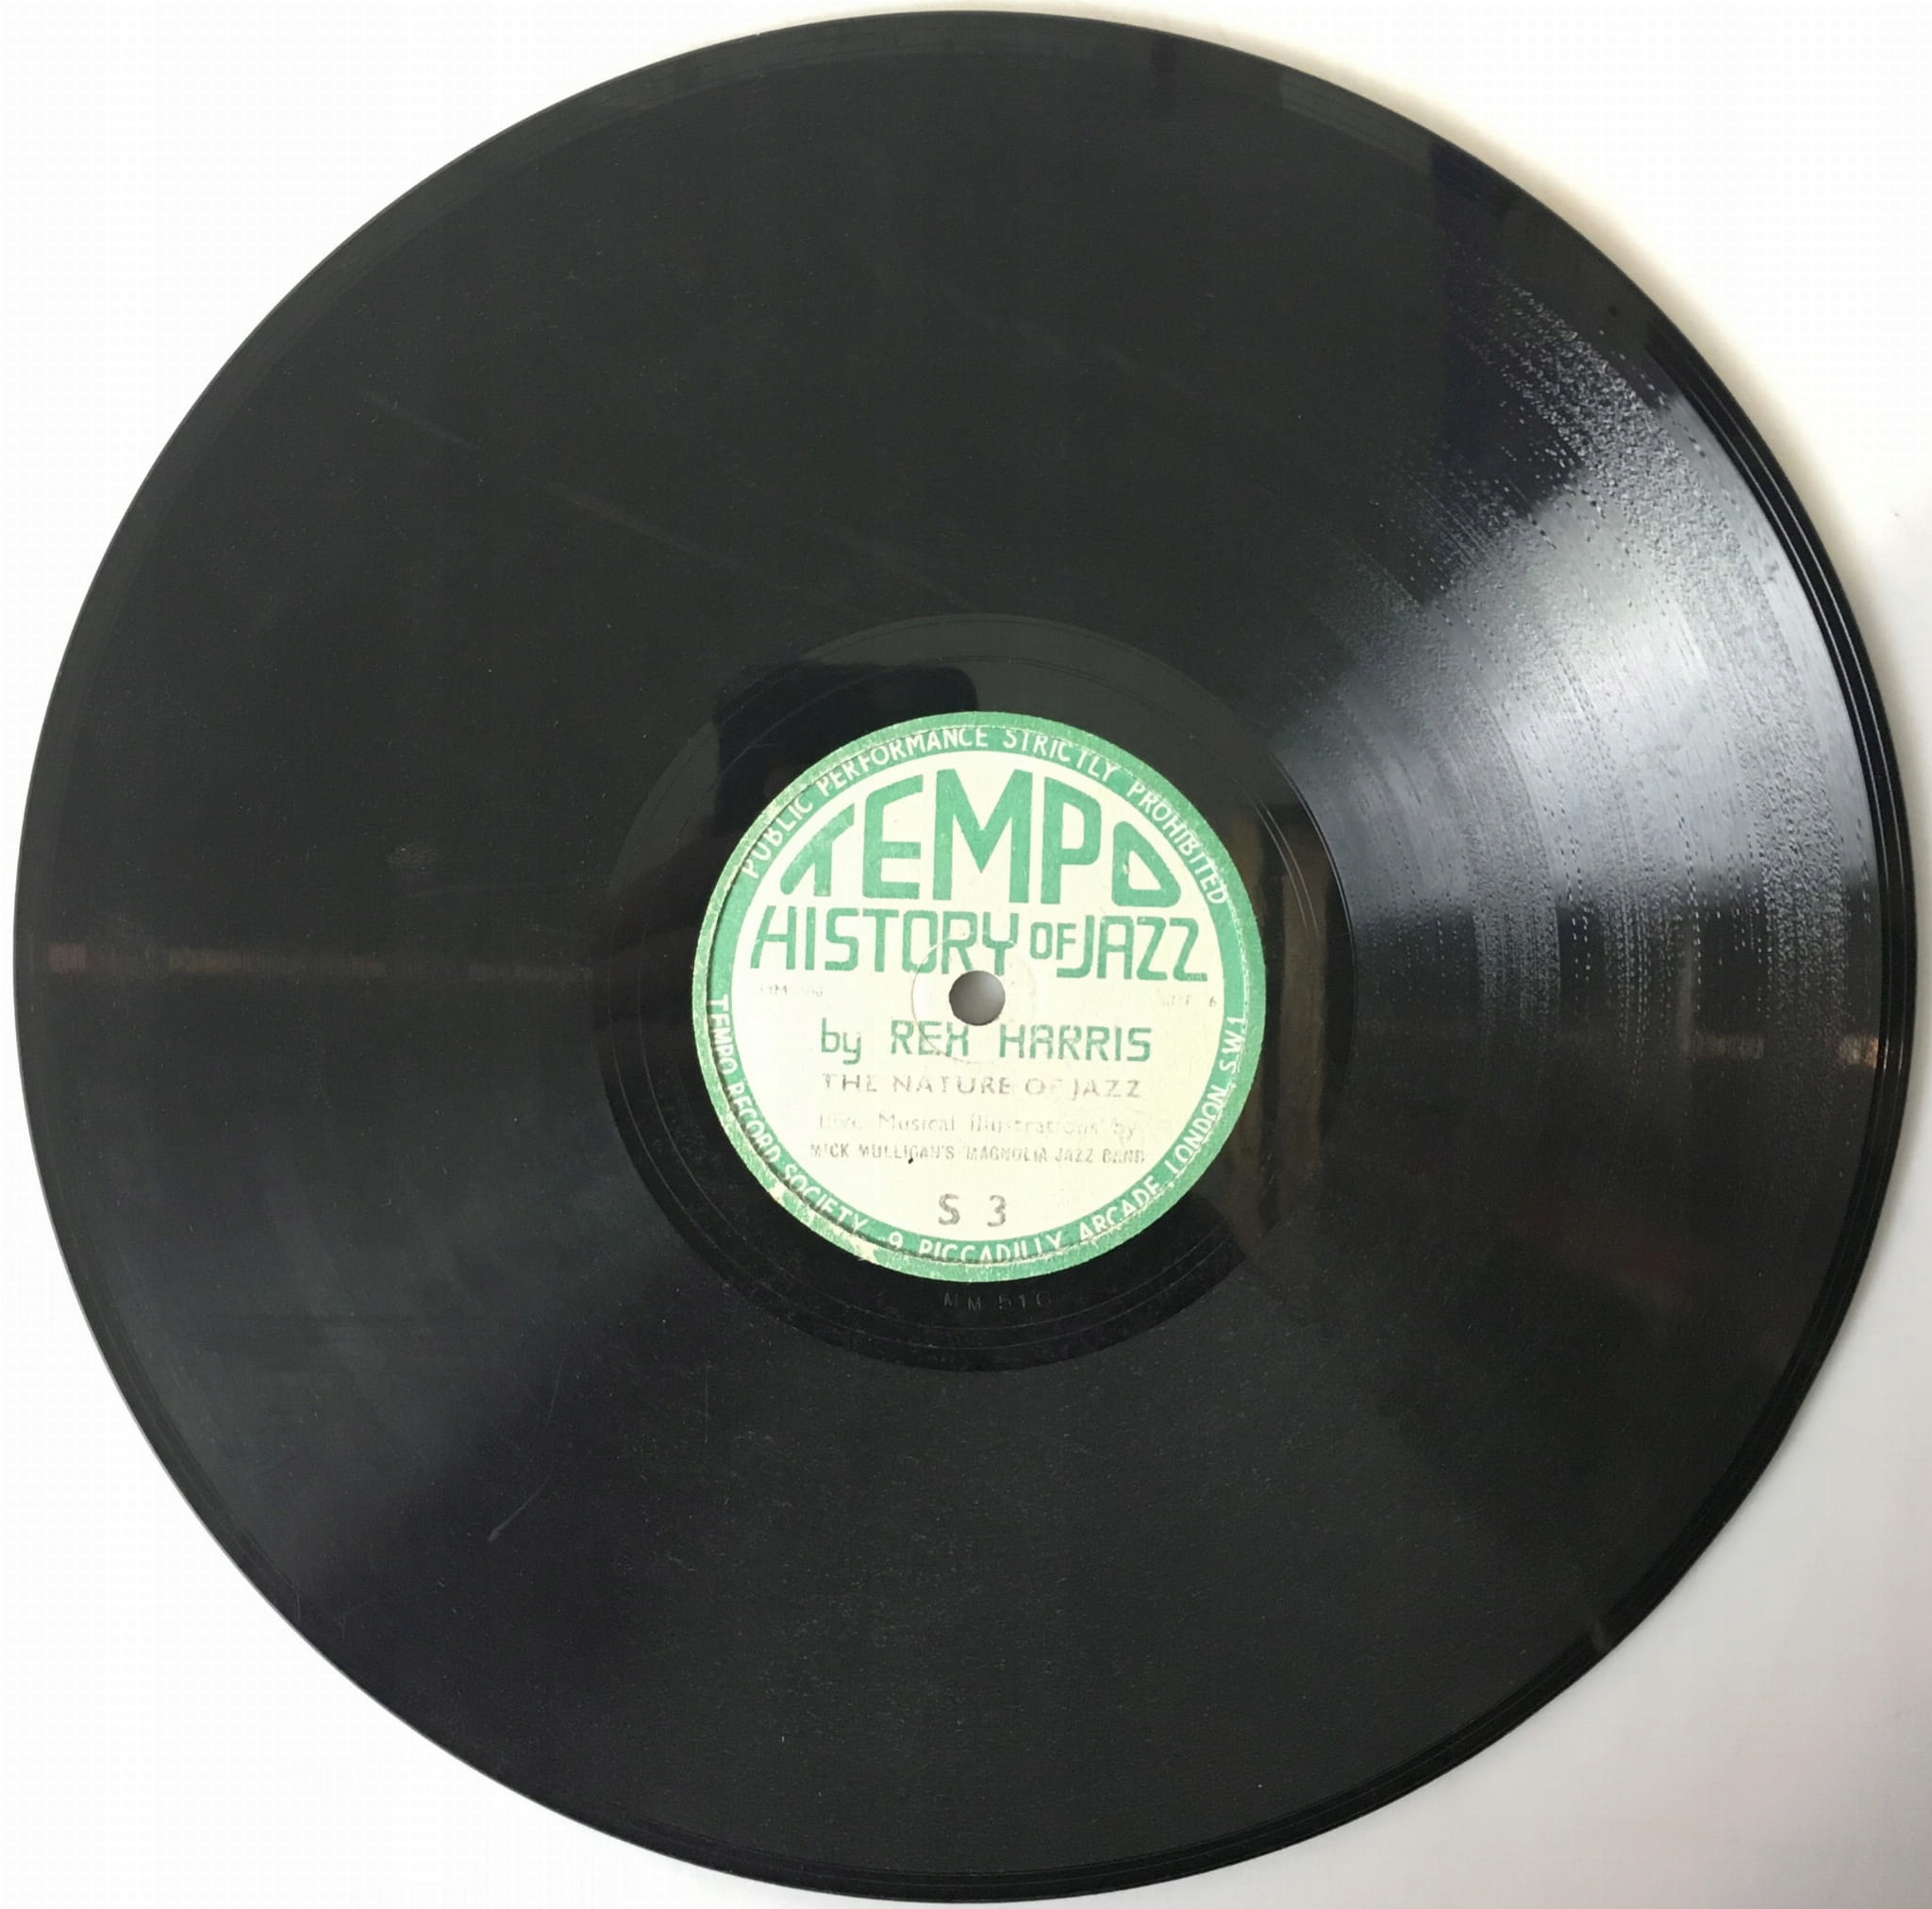 PUBLIC PERFORMANCE STRICTLY PROHIBITED
TEMPO
HISTORY OF JAZZ
6
by REX HARRIS
THE NATURE OF JAZZ
Musical illustrations by
MICK MULLIGAN'S MAGNOLIA JAZZ BAND
S 3
TEMPO RECORD SOCIETY, 9, PICCADILLY ARCADE, LONDON, S.W.1
MM 516